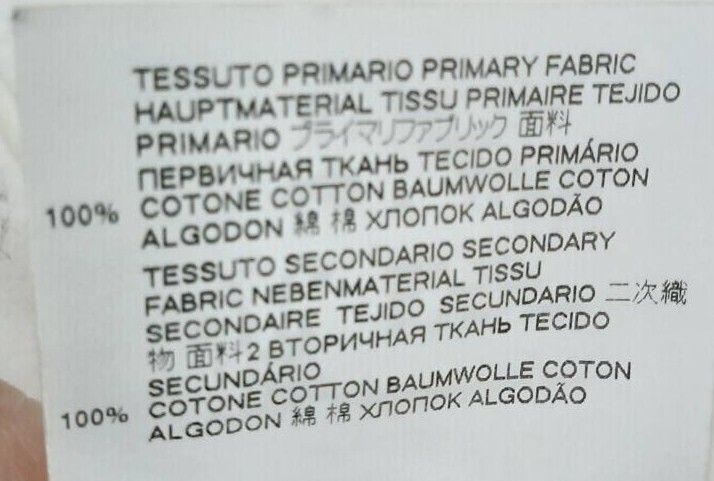 TESSUTO PRIMARIO PRIMARY FABRIC
HAUPTMATERIAL TISSU PRIMAIRE TEJIDO
PRIMARIO プライマリファブリック 面料
ПЕРВИЧНАЯ ТКАНЬ TECIDO PRIMÁRIO
100% COTONE COTTON BAUMWOLLE COTON
ALGODON 綿 棉 ХЛОПОК ALGODÃO
TESSUTO SECONDARIO SECONDARY
FABRIC NEBENMATERIAL TISSU
SECONDAIRE TEJIDO SECUNDARIO 二次織
物 面料2 ВТОРИЧНАЯ ТКАНЬ TECIDO
SECUNDÁRIO
100% COTONE COTTON BAUMWOLLE COTON
ALGODON 綿 棉 ХЛОПОК ALGODÃO